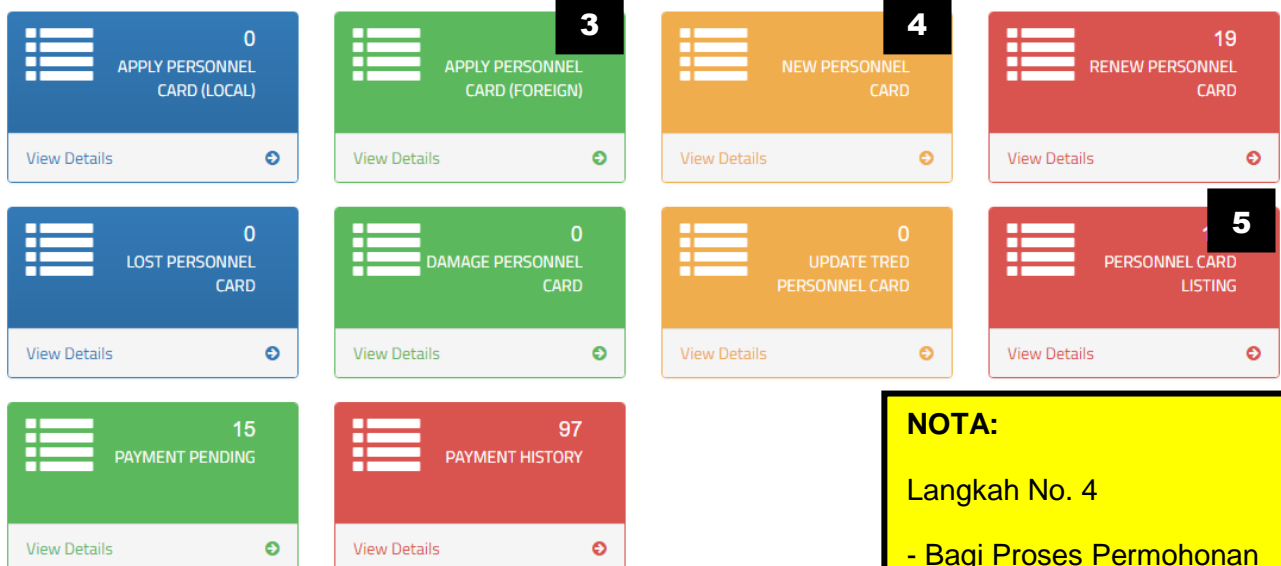 0
APPLY PERSONNEL
CARD (LOCAL)
View Details
3
APPLY PERSONNEL
CARD (FOREIGN)
View Details
4
NEW PERSONNEL
CARD
View Details
19
RENEW PERSONNEL
CARD
View Details
0
LOST PERSONNEL
CARD
View Details
0
DAMAGE PERSONNEL
CARD
View Details
0
UPDATE TRED
PERSONNEL CARD
View Details
5
PERSONNEL CARD
LISTING
View Details
15
PAYMENT PENDING
View Details
97
PAYMENT HISTORY
View Details
NOTA:
Langkah No. 4
- Bagi Proses Permohonan